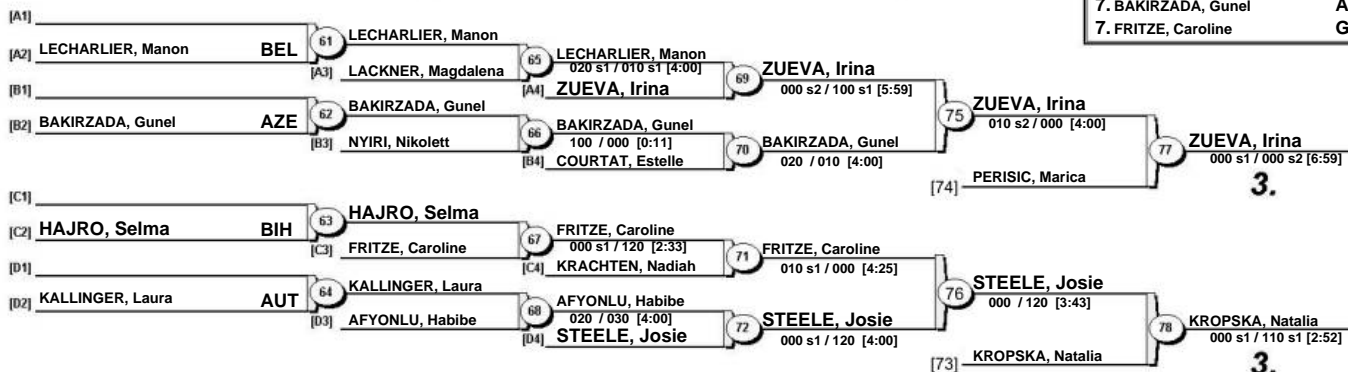 7. BAKIRZADA, Gunel A
7. FRITZE, Caroline G
[A1]
[A2] LECHARLIER, Manon BEL
61
LECHARLIER, Manon
[A3] LACKNER, Magdalena
65
LECHARLIER, Manon
020 s1 / 010 s1 [4:00]
[A4] ZUEVA, Irina
69
ZUEVA, Irina
000 s2 / 100 s1 [5:59]
[B1]
[B2] BAKIRZADA, Gunel AZE
62
BAKIRZADA, Gunel
[B3] NYIRI, Nikolett
66
BAKIRZADA, Gunel
100 / 000 [0:11]
[B4] COURTAT, Estelle
70
BAKIRZADA, Gunel
020 / 010 [4:00]
75
ZUEVA, Irina
010 s2 / 000 [4:00]
[74] PERISIC, Marica
77
ZUEVA, Irina
000 s1 / 000 s2 [6:59]
3.
[C1]
[C2] HAJRO, Selma BIH
63
HAJRO, Selma
[C3] FRITZE, Caroline
67
FRITZE, Caroline
000 s1 / 120 [2:33]
[C4] KRACHTEN, Nadiah
71
FRITZE, Caroline
010 s1 / 000 [4:25]
[D1]
[D2] KALLINGER, Laura AUT
64
KALLINGER, Laura
[D3] AFYONLU, Habibe
68
AFYONLU, Habibe
020 / 030 [4:00]
[D4] STEELE, Josie
72
STEELE, Josie
000 s1 / 120 [4:00]
76
STEELE, Josie
000 / 120 [3:43]
[73] KROPSKA, Natalia
78
KROPSKA, Natalia
000 s1 / 110 s1 [2:52]
3.